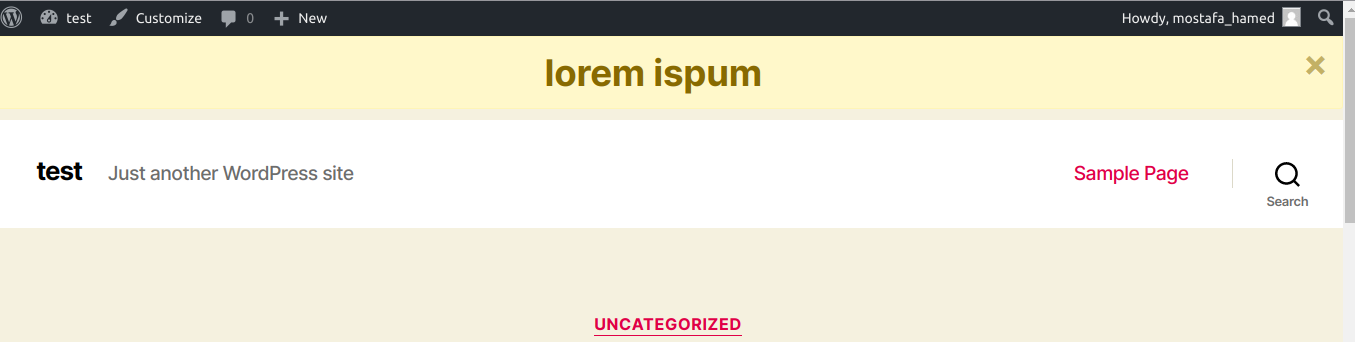 test Customize 0 New Howdy, mostafa_hamed
lorem ispum ×
test Just another WordPress site Sample Page
Search
UNCATEGORIZED